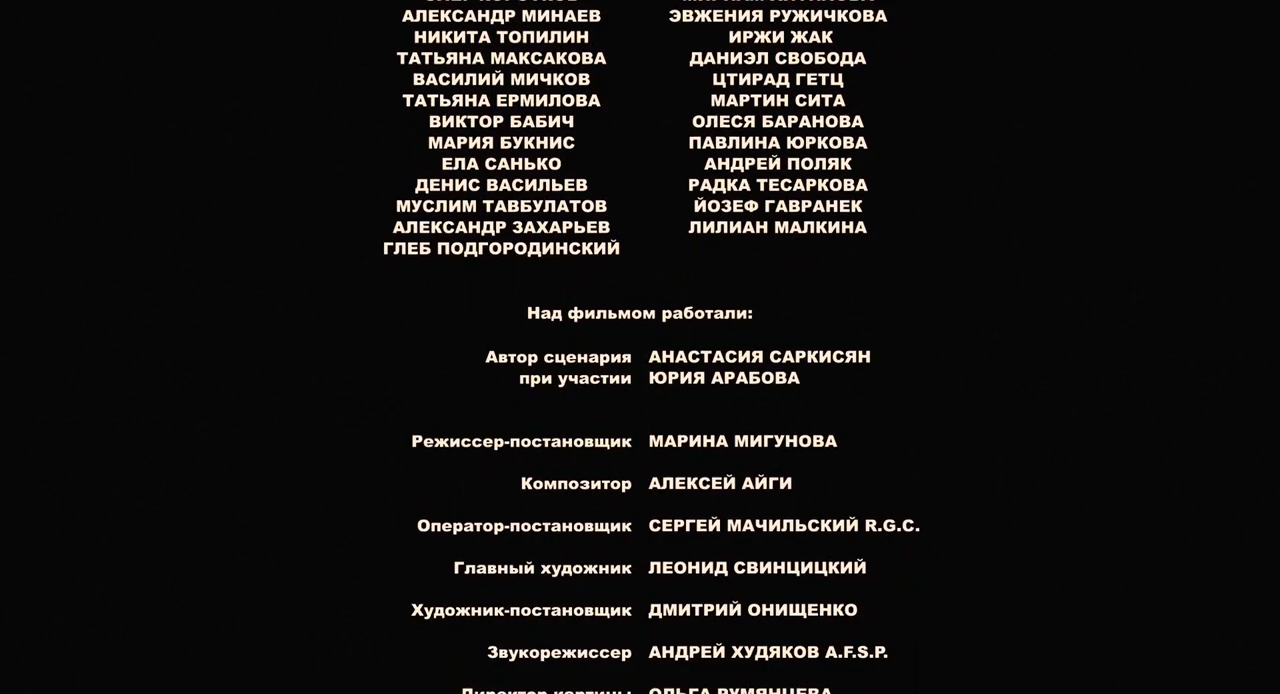 АЛЕКСАНДР МИНАЕВ ЭВЖЕНИЯ РУЖИЧКОВА
НИКИТА ТОПИЛИН ИРЖИ ЖАК
ТАТЬЯНА МАКСАКОВА ДАНИЭЛ СВОБОДА
ВАСИЛИЙ МИЧКОВ ЦТИРАД ГЕТЦ
ТАТЬЯНА ЕРМИЛОВА МАРТИН СИТА
ВИКТОР БАБИЧ ОЛЕСЯ БАРАНОВА
МАРИЯ БУКНИС ПАВЛИНА ЮРКОВА
ЕЛА САНЬКО АНДРЕЙ ПОЛЯК
ДЕНИС ВАСИЛЬЕВ РАДКА ТЕСАРКОВА
МУСЛИМ ТАВБУЛАТОВ ЙОЗЕФ ГАВРАНЕК
АЛЕКСАНДР ЗАХАРЬЕВ ЛИЛИАН МАЛКИНА
ГЛЕБ ПОДГОРОДИНСКИЙ
Над фильмом работали:
Автор сценария АНАСТАСИЯ САРКИСЯН
при участии ЮРИЯ АРАБОВА
Режиссер-постановщик МАРИНА МИГУНОВА
Композитор АЛЕКСЕЙ АЙГИ
Оператор-постановщик СЕРГЕЙ МАЧИЛЬСКИЙ R.G.C.
Главный художник ЛЕОНИД СВИНЦИЦКИЙ
Художник-постановщик ДМИТРИЙ ОНИЩЕНКО
Звукорежиссер АНДРЕЙ ХУДЯКОВ A.F.S.P.
Директор картины ОЛЬГА РУМЯНЦЕВА